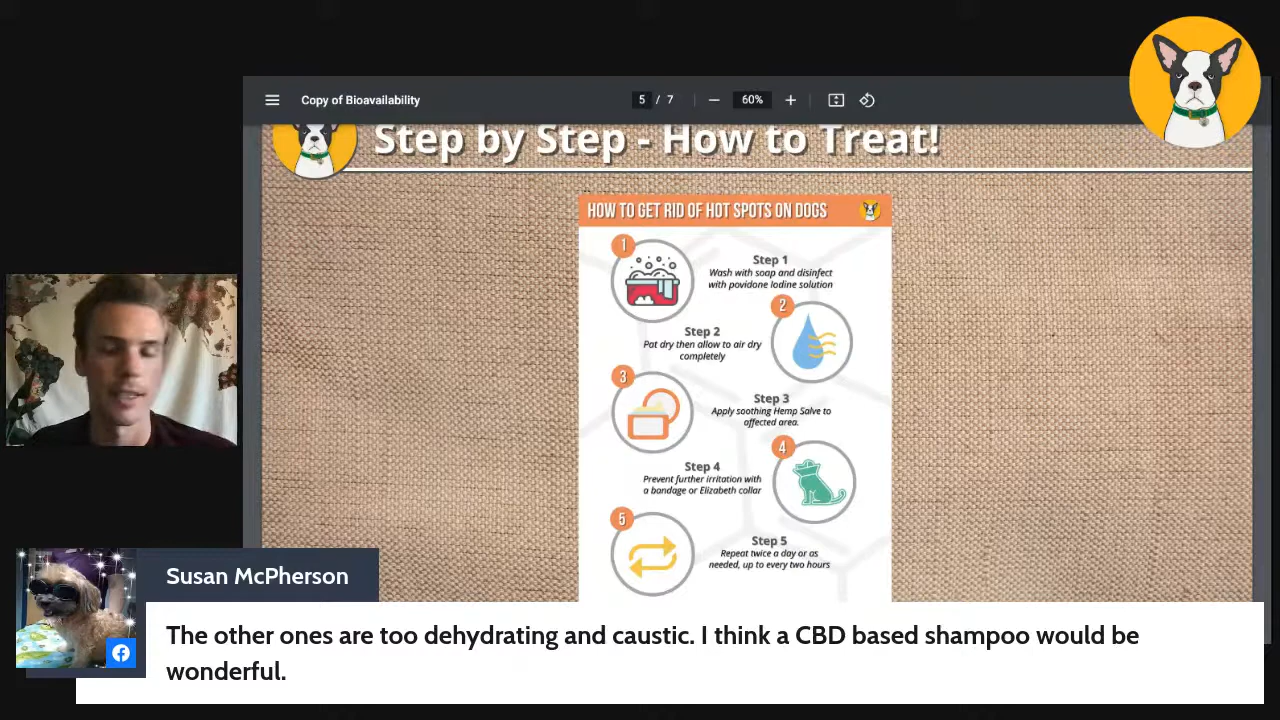 Copy of Bioavailability
5 / 7
60%
Step by Step - How to Treat!
HOW TO GET RID OF HOT SPOTS ON DOGS
1
Step 1
Wash with soap and disinfect
with povidone Iodine solution
2
Step 2
Pat dry then allow to air dry
completely
3
Step 3
Apply soothing Hemp Salve to
affected area.
4
Step 4
Prevent further irritation with
a bandage or Elizabeth collar
5
Step 5
Repeat twice a day or as
needed, up to every two hours
Susan McPherson
The other ones are too dehydrating and caustic. I think a CBD based shampoo would be
wonderful.